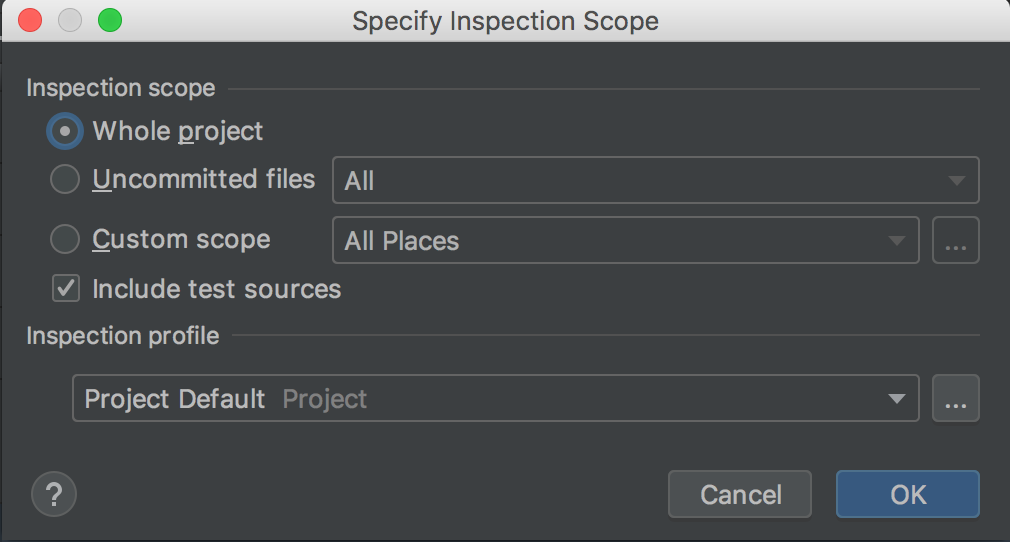 Specify Inspection Scope
Inspection scope
Whole project
Uncommitted files All
Custom scope All Places ...
Include test sources
Inspection profile
Project Default Project ...
? Cancel OK